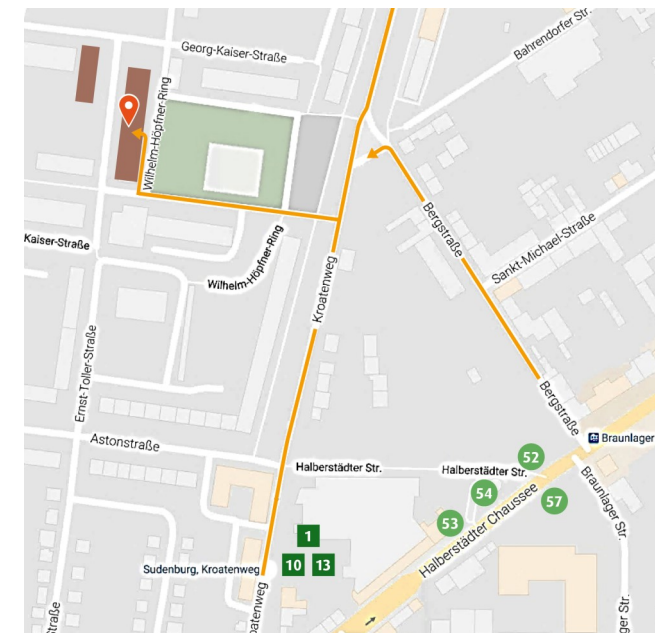 Georg-Kaiser-Straße
Bahrendorfer Str.
Wilhelm-Höpfner-Ring
Bergstraße
Sankt-Michael-Straße
Kaiser-Straße
Wilhelm-Höpfner-Ring
Kroatenweg
Ernst-Toller-Straße
Bergstraße
Braunlager
Astonstraße
Halberstädter Str.
Halberstädter Str.
52
54
57
53
Halberstädter Chaussee
Braunlager Str.
1
10
13
Sudenburg, Kroatenweg
oatenweg
straße
ger Str.